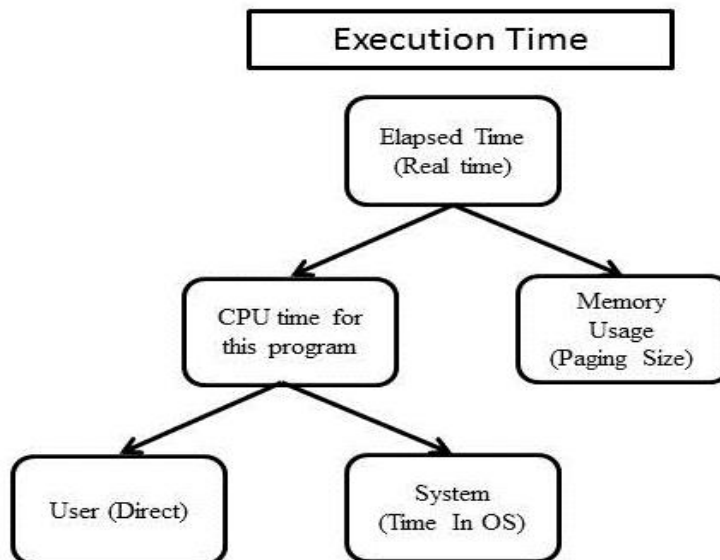 Execution Time
Elapsed Time
(Real time)
CPU time for
this program
Memory
Usage
(Paging Size)
User (Direct)
System
(Time In OS)